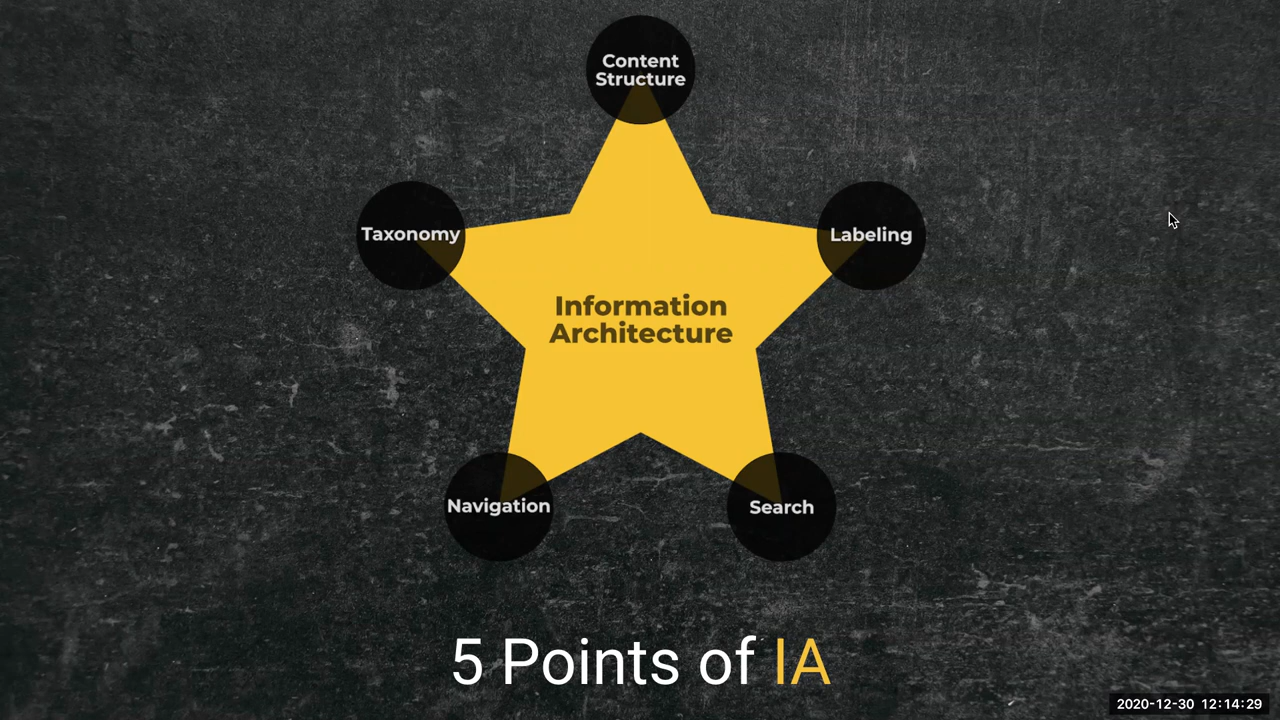 Content
Structure
Taxonomy
Labeling
Information
Architecture
Navigation
Search
5 Points of IA
2020-12-30 12:14:29